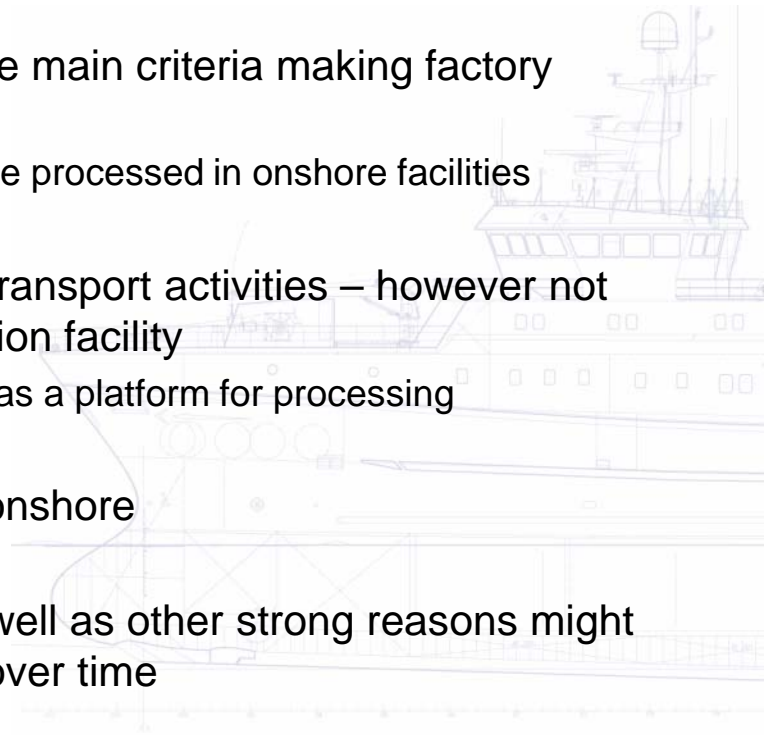 e main criteria making factory
e processed in onshore facilities
ransport activities – however not
ion facility
as a platform for processing
onshore
well as other strong reasons might
over time